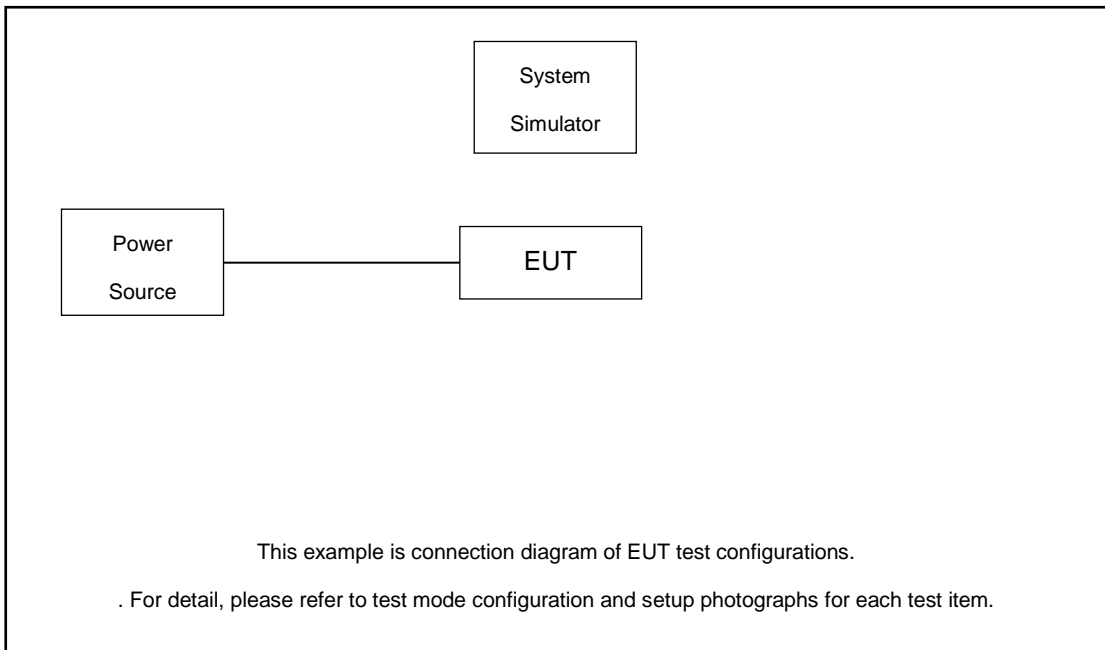 System
Simulator
Power
Source
EUT
This example is connection diagram of EUT test configurations.
. For detail, please refer to test mode configuration and setup photographs for each test item.